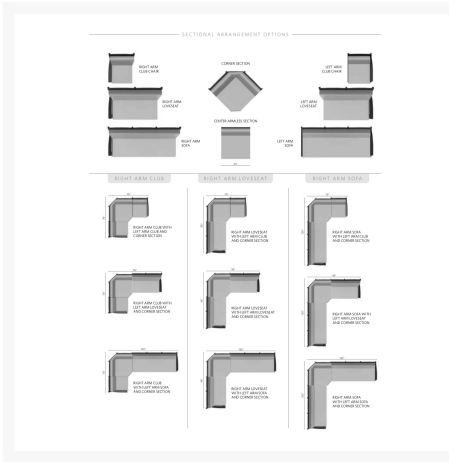 SECTIONAL ARRANGEMENT OPTIONS
RIGHT ARM
CLUB CHAIR
CORNER SECTION
LEFT ARM
CLUB CHAIR
RIGHT ARM
LOVESEAT
LEFT ARM
LOVESEAT
CENTER ARMLESS SECTION
RIGHT ARM
SOFA
LEFT ARM
SOFA
RIGHT ARM CLUB
RIGHT ARM LOVESEAT
RIGHT ARM SOFA
RIGHT ARM CLUB WITH
LEFT ARM CLUB AND
CORNER SECTION
RIGHT ARM LOVESEAT
WITH LEFT ARM CLUB
AND CORNER SECTION
RIGHT ARM SOFA
WITH LEFT ARM CLUB
AND CORNER SECTION
RIGHT ARM CLUB WITH
LEFT ARM LOVESEAT
AND CORNER SECTION
RIGHT ARM LOVESEAT
WITH LEFT ARM LOVESEAT
AND CORNER SECTION
RIGHT ARM SOFA WITH
LEFT ARM LOVESEAT
AND CORNER SECTION
RIGHT ARM CLUB
WITH LEFT ARM SOFA
AND CORNER SECTION
RIGHT ARM LOVESEAT
WITH LEFT ARM SOFA
AND CORNER SECTION
RIGHT ARM SOFA
WITH LEFT ARM SOFA
AND CORNER SECTION